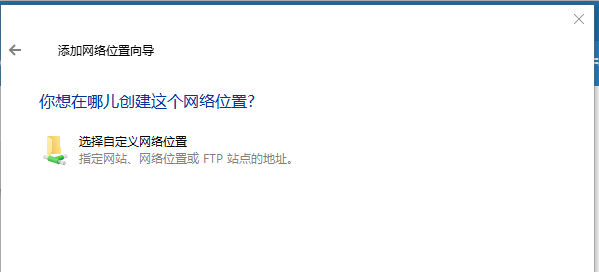 添加网络位置向导
你想在哪儿创建这个网络位置?
选择自定义网络位置
指定网站、网络位置或 FTP 站点的地址。